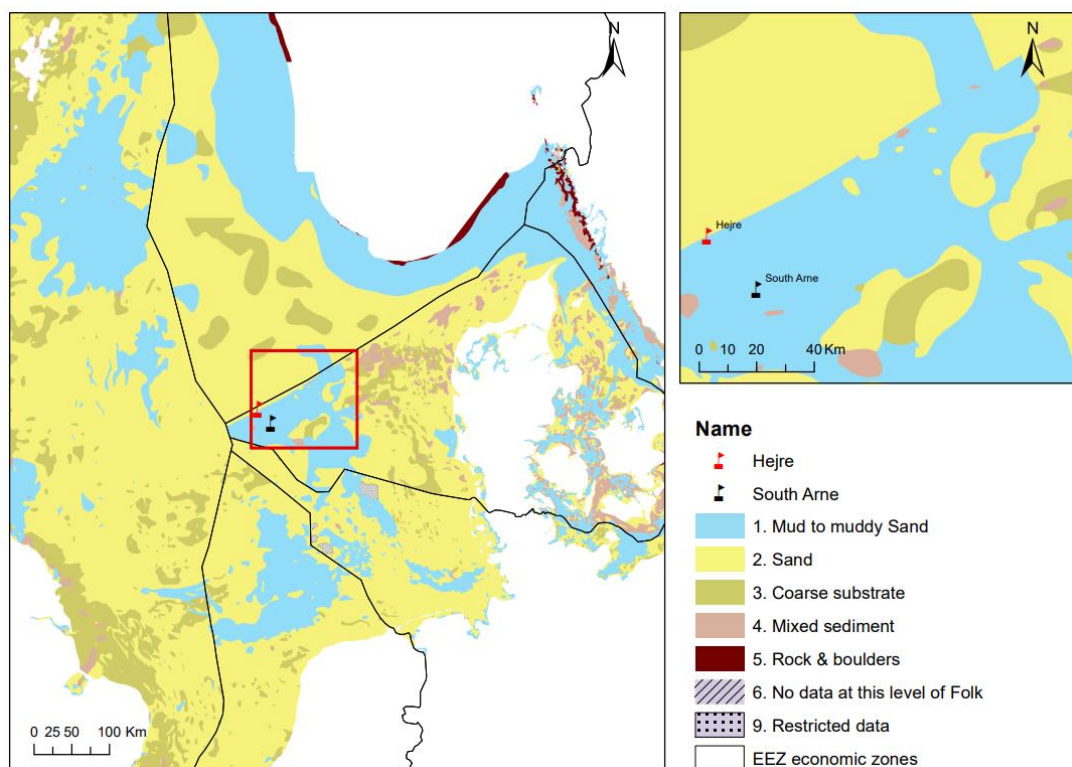 N
0 25 50 100 Km
N
Hejre
South Arne
0 10 20 40 Km
Name
Hejre
South Arne
1. Mud to muddy Sand
2. Sand
3. Coarse substrate
4. Mixed sediment
5. Rock & boulders
6. No data at this level of Folk
9. Restricted data
EEZ economic zones